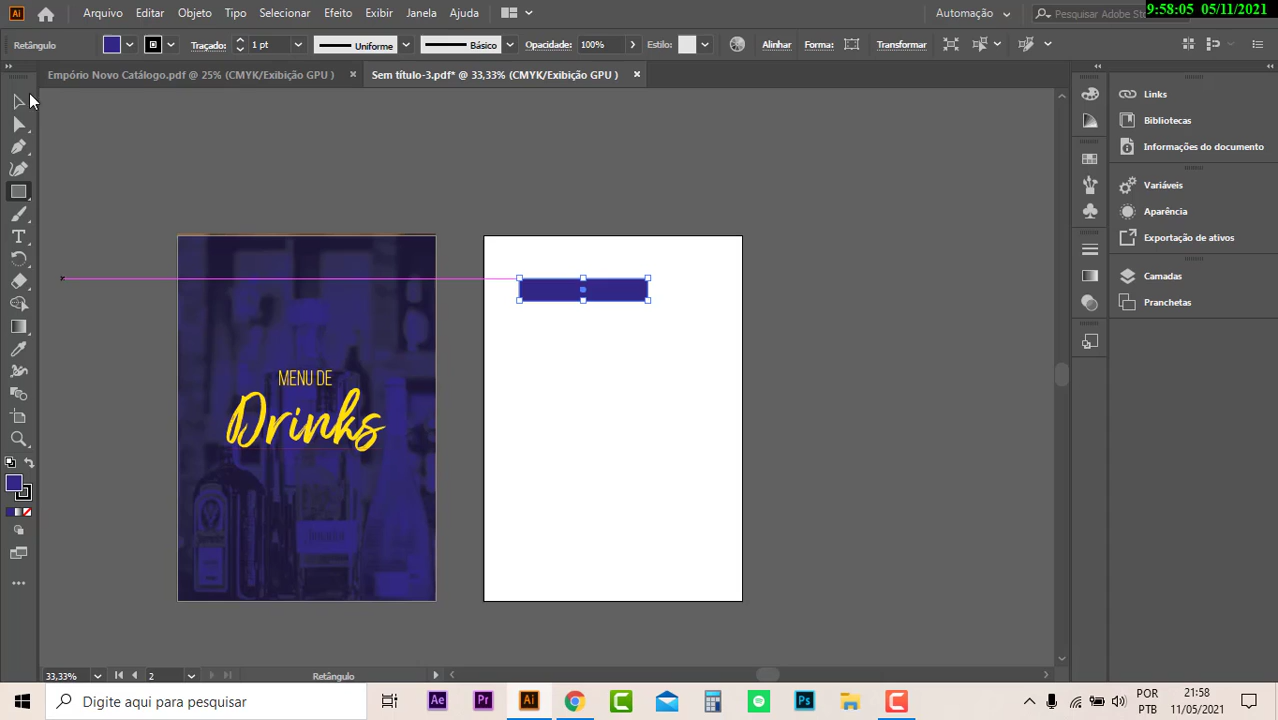 Ai Arquivo Editar Objeto Tipo Selecionar Efeito Exibir Janela Ajuda Automação Pesquisar Adobe 9:58:05 05/11/2021
Retângulo Traçado: 1 pt Uniforme Básico Opacidade: 100% Estilo: Alinhar Forma: Transformar
Empório Novo Catálogo.pdf @ 25% (CMYK/Exibição GPU ) Sem título-3.pdf* @ 33,33% (CMYK/Exibição GPU )
Links
Bibliotecas
Informações do documento
Variáveis
Aparência
Exportação de ativos
Camadas
Pranchetas
MENU DE
Drinks
33,33% 2 Retângulo
Digite aqui para pesquisar Ae Pr Ai Ps POR PTB 21:58 11/05/2021